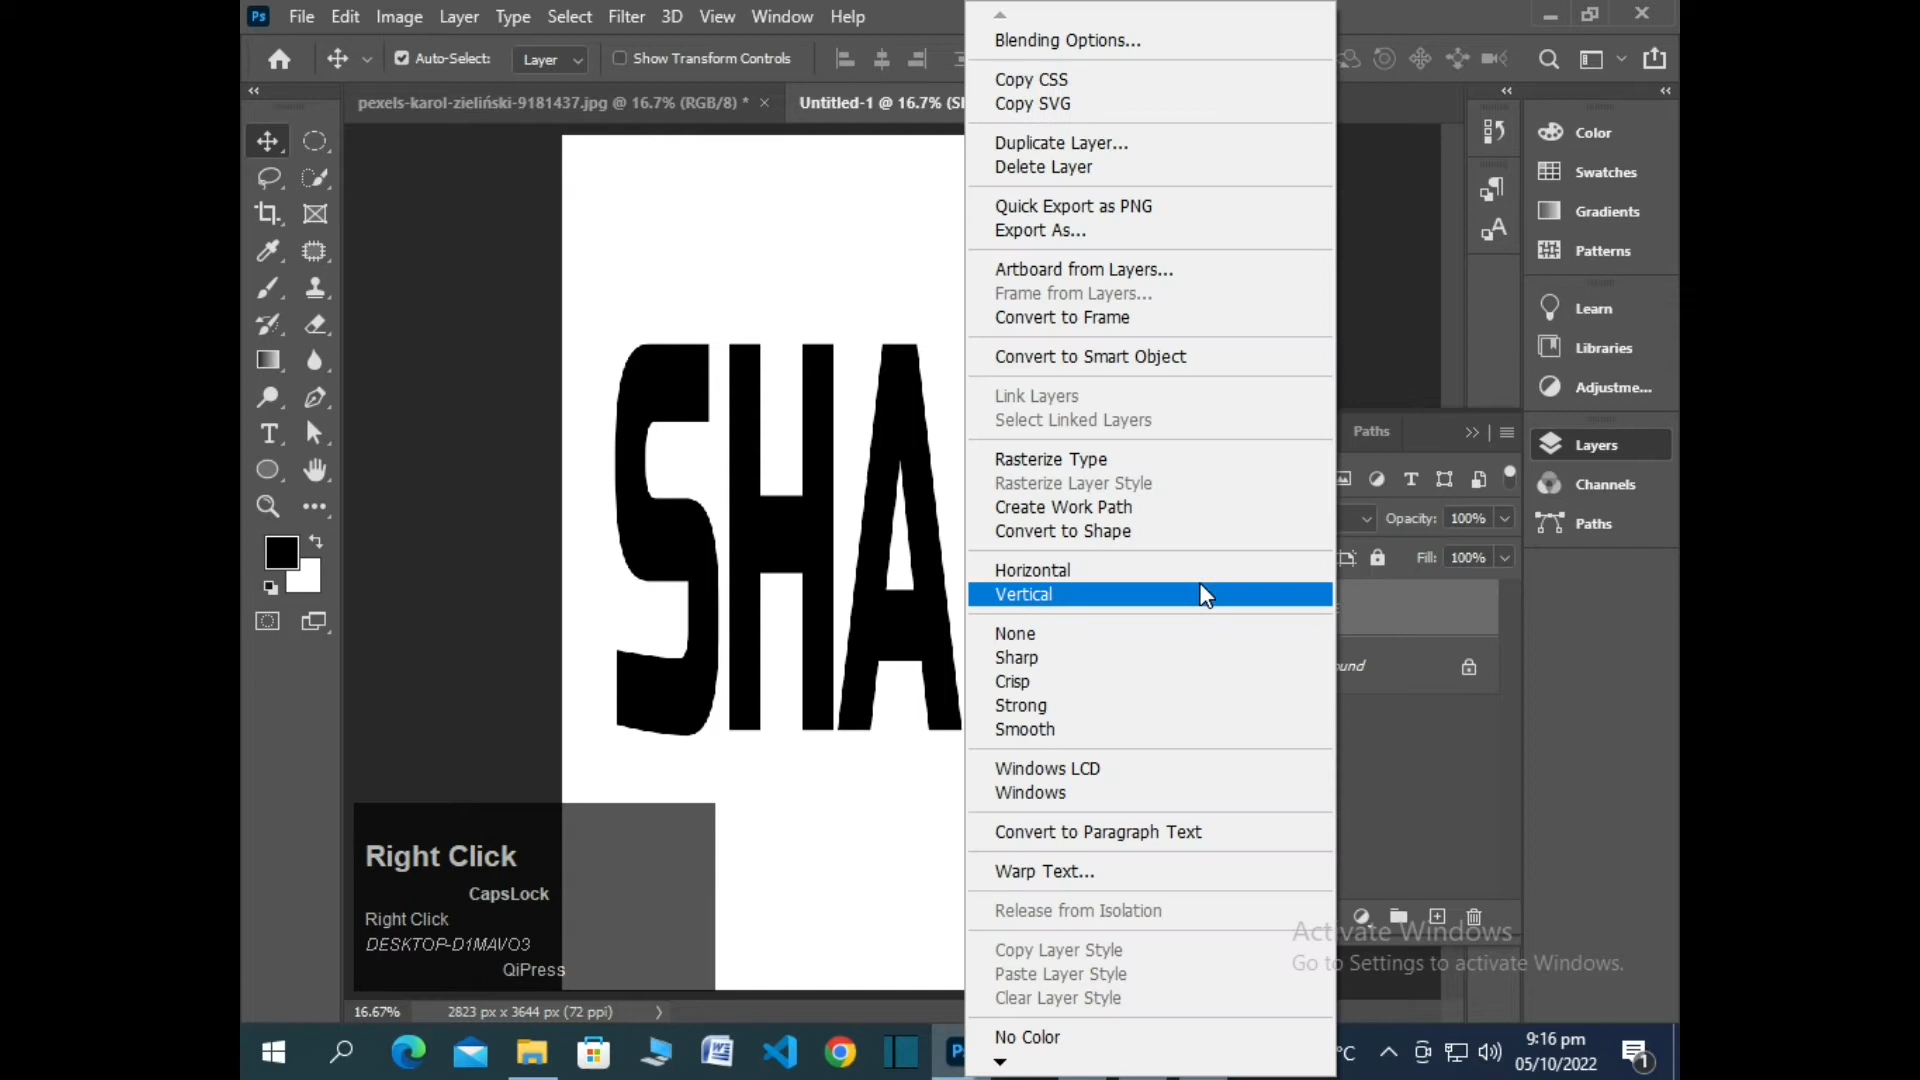 Ps File Edit Image Layer Type Select Filter 3D View Window Help
Auto-Select: Layer Show Transform Controls
pexels-karol-zieliński-9181437.jpg @ 16.7% (RGB/8) * × Untitled-1 @ 16.7% (S
SHA
Blending Options...
Copy CSS
Copy SVG
Duplicate Layer...
Delete Layer
Quick Export as PNG
Export As...
Artboard from Layers...
Frame from Layers...
Convert to Frame
Convert to Smart Object
Link Layers
Select Linked Layers
Rasterize Type
Rasterize Layer Style
Create Work Path
Convert to Shape
Horizontal
Vertical
None
Sharp
Crisp
Strong
Smooth
Windows LCD
Windows
Convert to Paragraph Text
Warp Text...
Release from Isolation
Copy Layer Style
Paste Layer Style
Clear Layer Style
No Color
Color
Swatches
Gradients
Patterns
Learn
Libraries
Adjustme...
Layers
Channels
Paths
Paths
Opacity: 100%
Fill: 100%
ound
Right Click
CapsLock
Right Click
DESKTOP-D1MAVO3
QiPress
Activate Windows
Go to Settings to activate Windows.
16.67% 2823 px x 3644 px (72 ppi)
°C
9:16 pm
05/10/2022
1